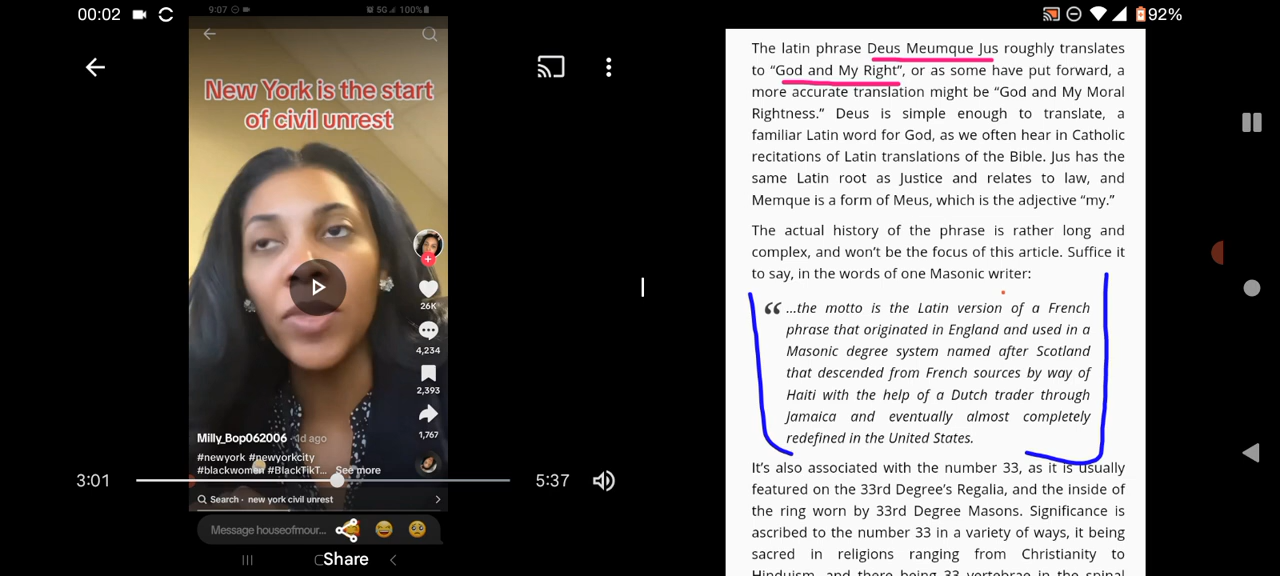 00:02
92%
9:07
5G
100%
New York is the start
of civil unrest
26K
4,234
2,393
1,767
Milly_Bop062006 · 1d ago
#newyork #newyorkcity
#blackwomen #BlackTikT... See more
3:01
5:37
Search · new york civil unrest
Message houseofmour...
Share
The latin phrase Deus Meumque Jus roughly translates
to “God and My Right”, or as some have put forward, a
more accurate translation might be “God and My Moral
Rightness.” Deus is simple enough to translate, a
familiar Latin word for God, as we often hear in Catholic
recitations of Latin translations of the Bible. Jus has the
same Latin root as Justice and relates to law, and
Memque is a form of Meus, which is the adjective “my.”
The actual history of the phrase is rather long and
complex, and won’t be the focus of this article. Suffice it
to say, in the words of one Masonic writer:
“ ...the motto is the Latin version of a French
phrase that originated in England and used in a
Masonic degree system named after Scotland
that descended from French sources by way of
Haiti with the help of a Dutch trader through
Jamaica and eventually almost completely
redefined in the United States.
It’s also associated with the number 33, as it is usually
featured on the 33rd Degree’s Regalia, and the inside of
the ring worn by 33rd Degree Masons. Significance is
ascribed to the number 33 in a variety of ways, it being
sacred in religions ranging from Christianity to
Hinduism, and there being 33 vertebrae in the spinal